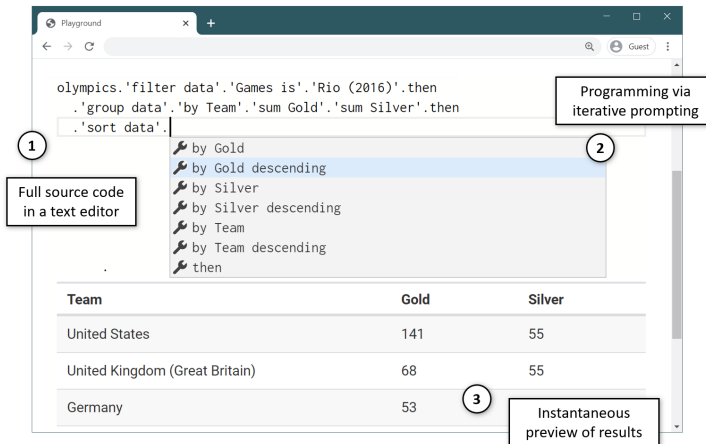 Playground
Guest
olympics.'filter data'.'Games is'.'Rio (2016)'.then
.'group data'.'by Team'.'sum Gold'.'sum Silver'.then
.'sort data'.
Programming via
iterative prompting
1
2
by Gold
by Gold descending
by Silver
by Silver descending
by Team
by Team descending
then
Full source code
in a text editor
Team Gold Silver
United States 141 55
United Kingdom (Great Britain) 68 55
Germany 53
3
Instantaneous
preview of results